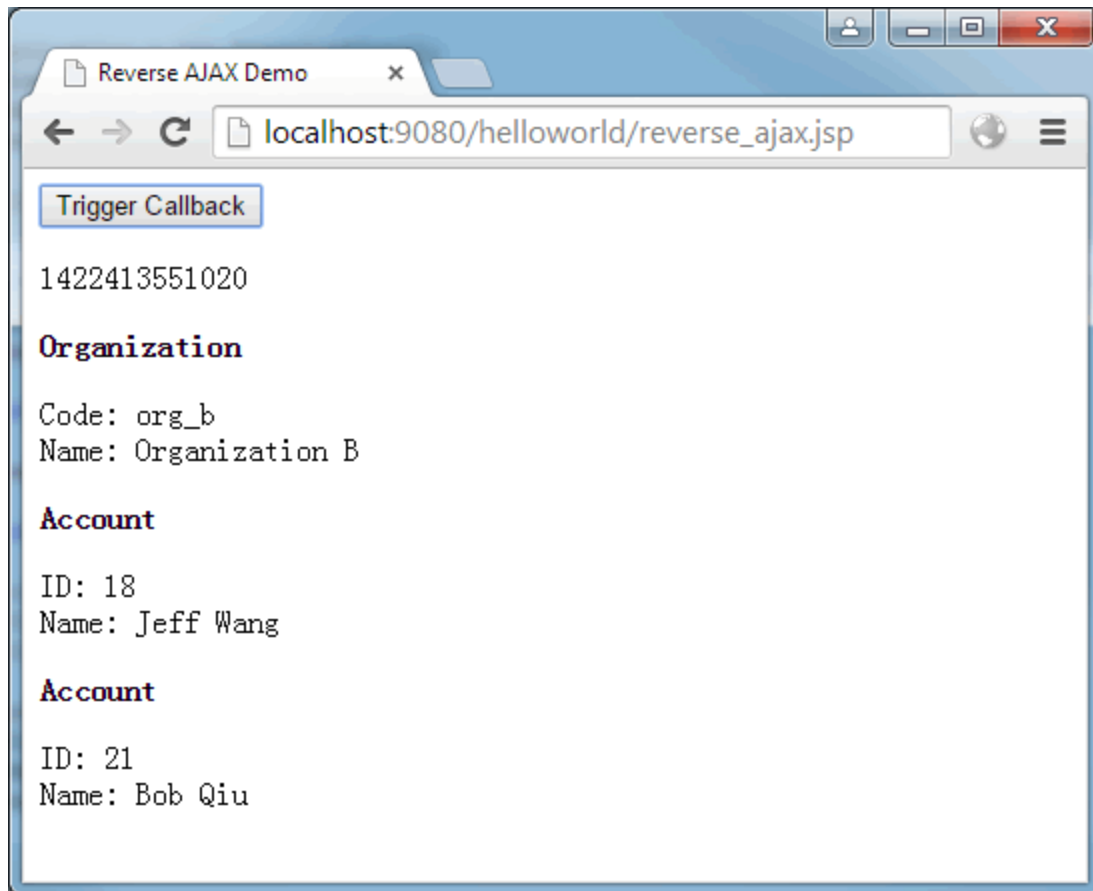 Reverse AJAX Demo
localhost:9080/helloworld/reverse_ajax.jsp
Trigger Callback
1422413551020
Organization
Code: org_b
Name: Organization B
Account
ID: 18
Name: Jeff Wang
Account
ID: 21
Name: Bob Qiu